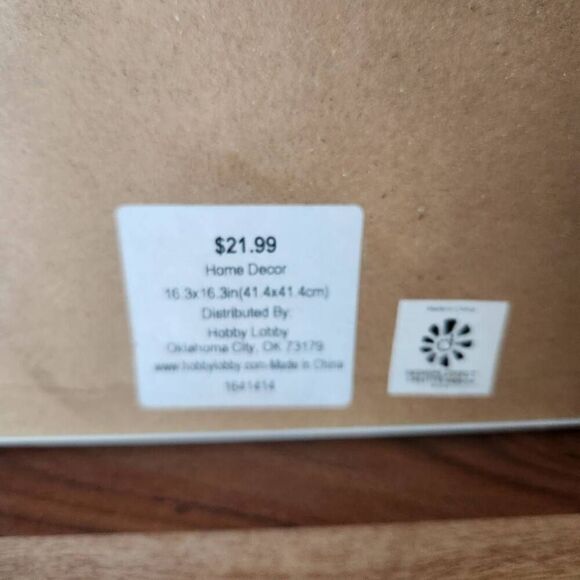 $21.99
Home Decor
16.3x16.3in(41.4x41.4cm)
Distributed By:
Hobby Lobby
Oklahoma City, OK 73179
www.hobbylobby.com Made in China
1641414